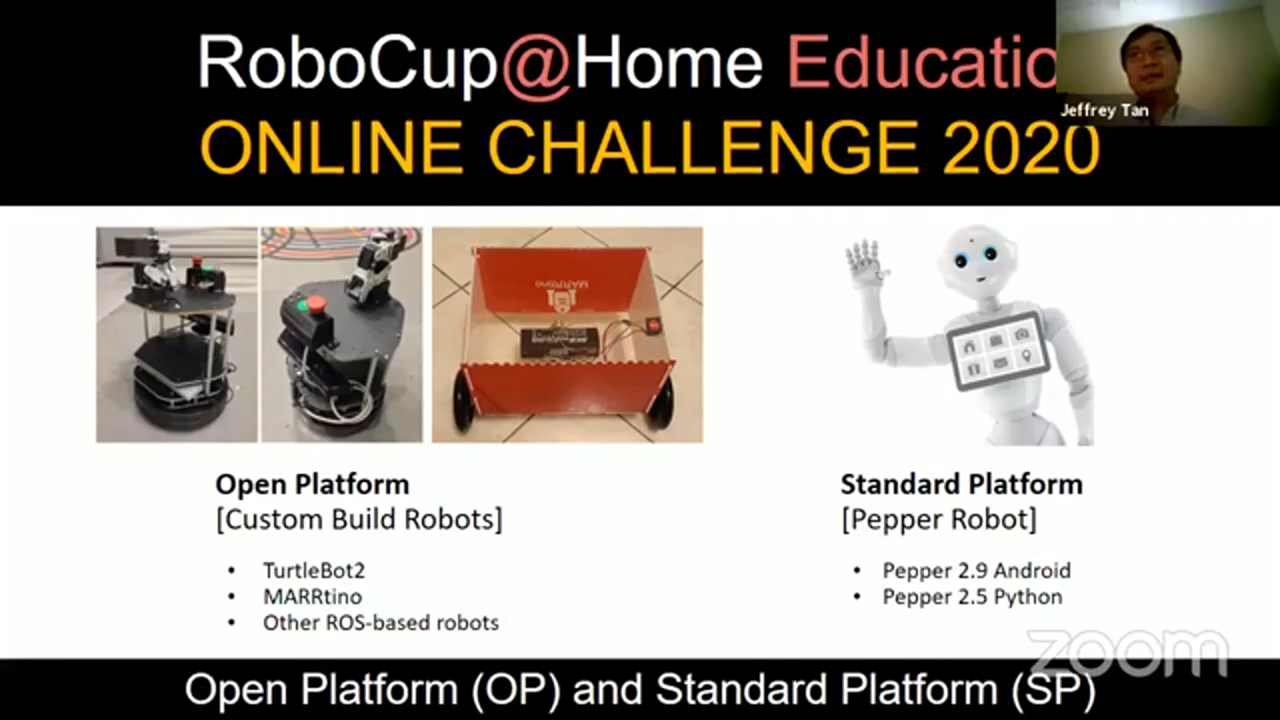 RoboCup@Home Educatio
Jeffrey Tan
ONLINE CHALLENGE 2020
MARRtino
Open Platform
[Custom Build Robots]
• TurtleBot2
• MARRtino
• Other ROS-based robots
Standard Platform
[Pepper Robot]
• Pepper 2.9 Android
• Pepper 2.5 Python
zoom
Open Platform (OP) and Standard Platform (SP)